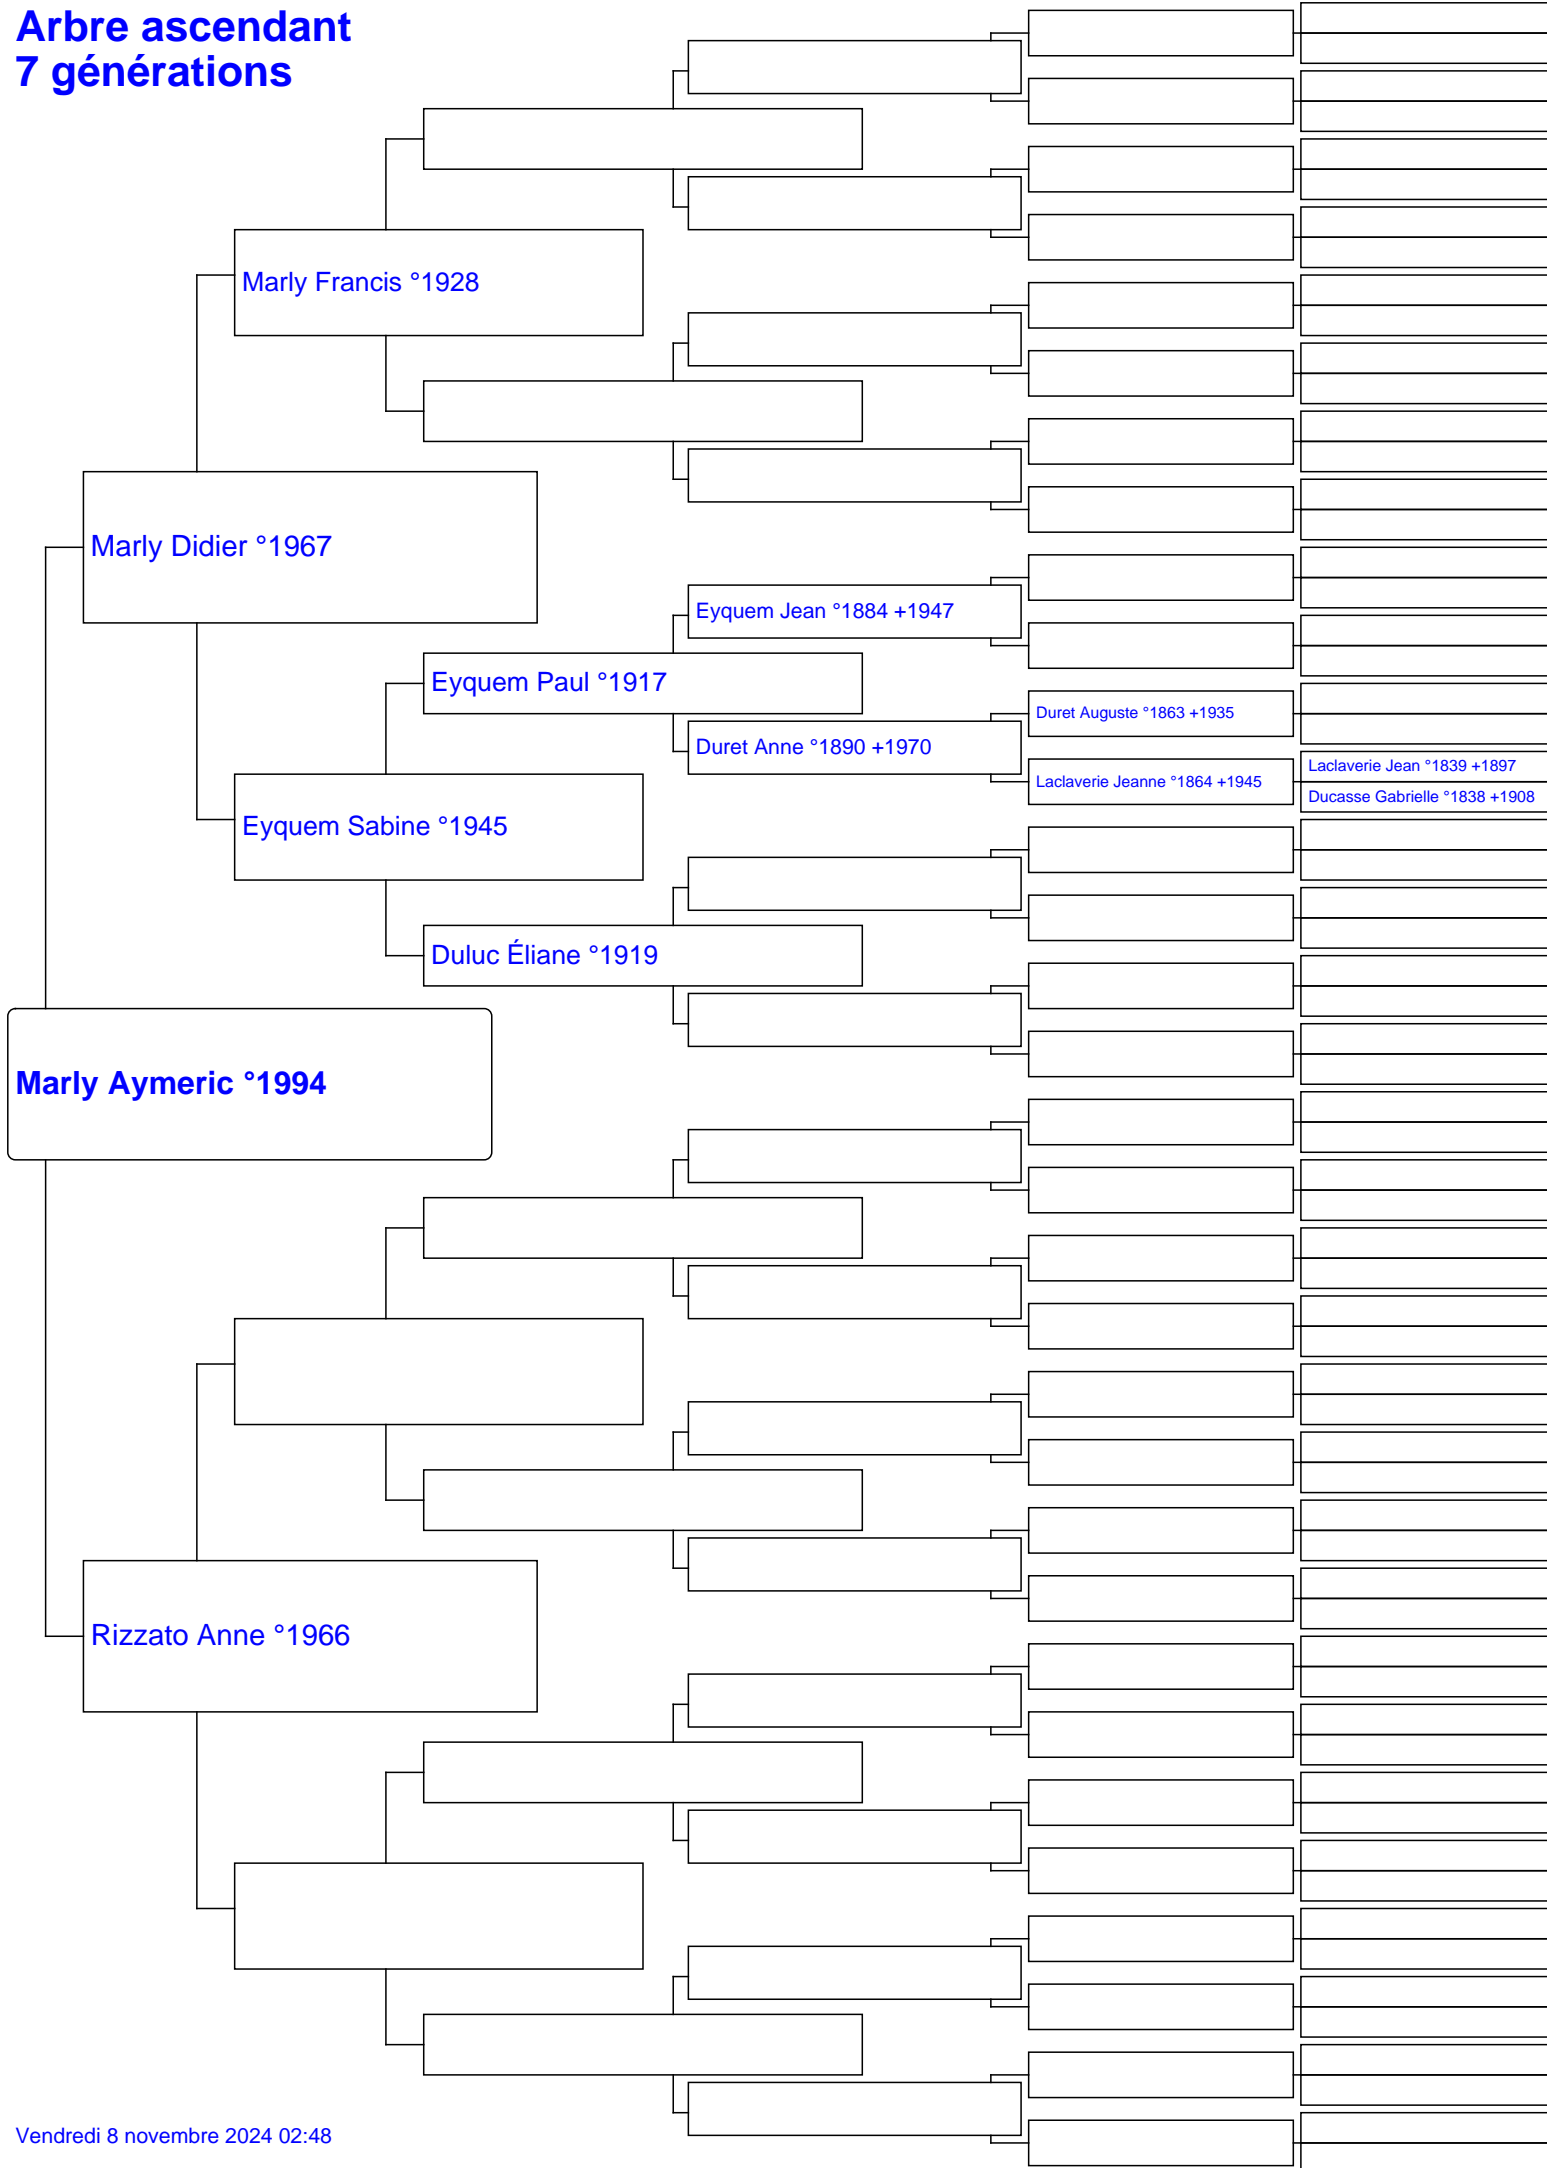 Arbre ascendant
7 générations
Marly Francis °1928
Marly Didier °1967
Eyquem Jean °1884 +1947
Eyquem Paul °1917
Duret Auguste °1863 +1935
Duret Anne °1890 +1970
Laclaverie Jean °1839 +1897
Laclaverie Jeanne °1864 +1945
Ducasse Gabrielle °1838 +1908
Eyquem Sabine °1945
Duluc Éliane °1919
Marly Aymeric °1994
Rizzato Anne °1966
Vendredi 8 novembre 2024 02:48